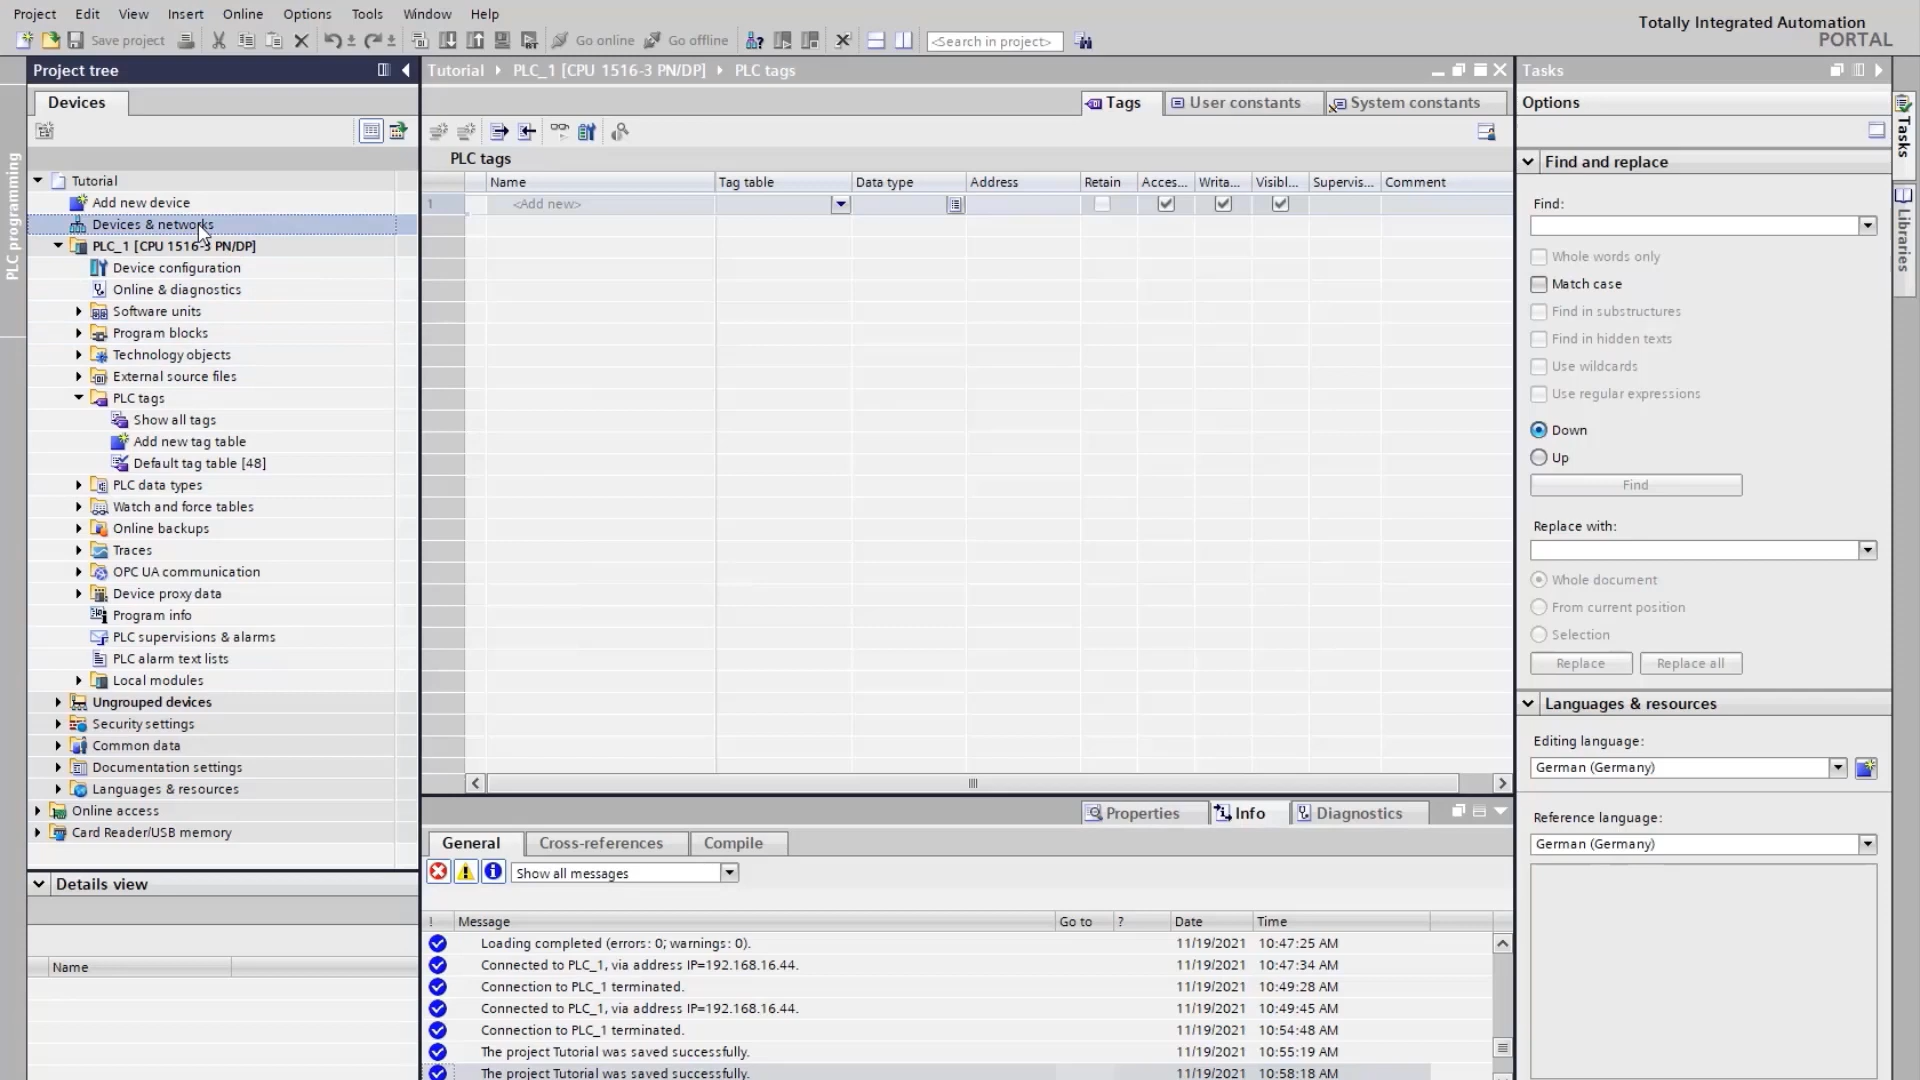 Project Edit View Insert Online Options Tools Window Help
Totally Integrated Automation
PORTAL
Save project Go online Go offline <Search in project>
Project tree
Tutorial PLC_1 [CPU 1516-3 PN/DP] PLC tags
Tasks
Devices
Tags User constants System constants
Options
PLC programming
Tasks
Libraries
PLC tags
Find and replace
Name Tag table Data type Address Retain Acces... Writa... Visibl... Supervis... Comment
1 <Add new>
Tutorial
Add new device
Devices & networks
PLC_1 [CPU 1516-3 PN/DP]
Device configuration
Online & diagnostics
Software units
Program blocks
Technology objects
External source files
PLC tags
Show all tags
Add new tag table
Default tag table [48]
PLC data types
Watch and force tables
Online backups
Traces
OPC UA communication
Device proxy data
Program info
PLC supervisions & alarms
PLC alarm text lists
Local modules
Ungrouped devices
Security settings
Common data
Documentation settings
Languages & resources
Online access
Card Reader/USB memory
Details view
Name
Find:
Whole words only
Match case
Find in substructures
Find in hidden texts
Use wildcards
Use regular expressions
Down
Up
Find
Replace with:
Whole document
From current position
Selection
Replace Replace all
Languages & resources
Editing language:
German (Germany)
Reference language:
German (Germany)
Properties Info Diagnostics
General Cross-references Compile
Show all messages
! Message Go to ? Date Time
Loading completed (errors: 0; warnings: 0). 11/19/2021 10:47:25 AM
Connected to PLC_1, via address IP=192.168.16.44. 11/19/2021 10:47:34 AM
Connection to PLC_1 terminated. 11/19/2021 10:49:28 AM
Connected to PLC_1, via address IP=192.168.16.44. 11/19/2021 10:49:45 AM
Connection to PLC_1 terminated. 11/19/2021 10:54:48 AM
The project Tutorial was saved successfully. 11/19/2021 10:55:19 AM
The project Tutorial was saved successfully. 11/19/2021 10:58:18 AM